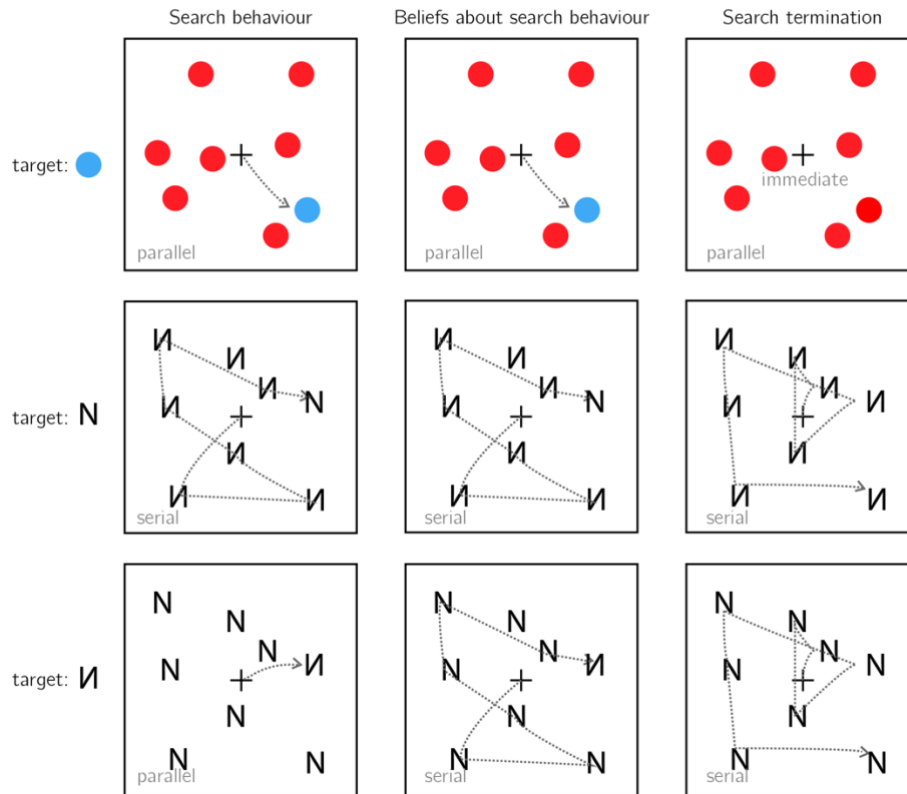 Search behaviour Beliefs about search behaviour Search termination
target: + + +
immediate
parallel parallel
И И И
И И И
И И И
И N И N И И
target: N + + +
И И И
И И И И И И
serial serial serial
N N N
N N N
N N N
N И N И N N
target: И + + +
N N N
N N N N N N
parallel serial serial